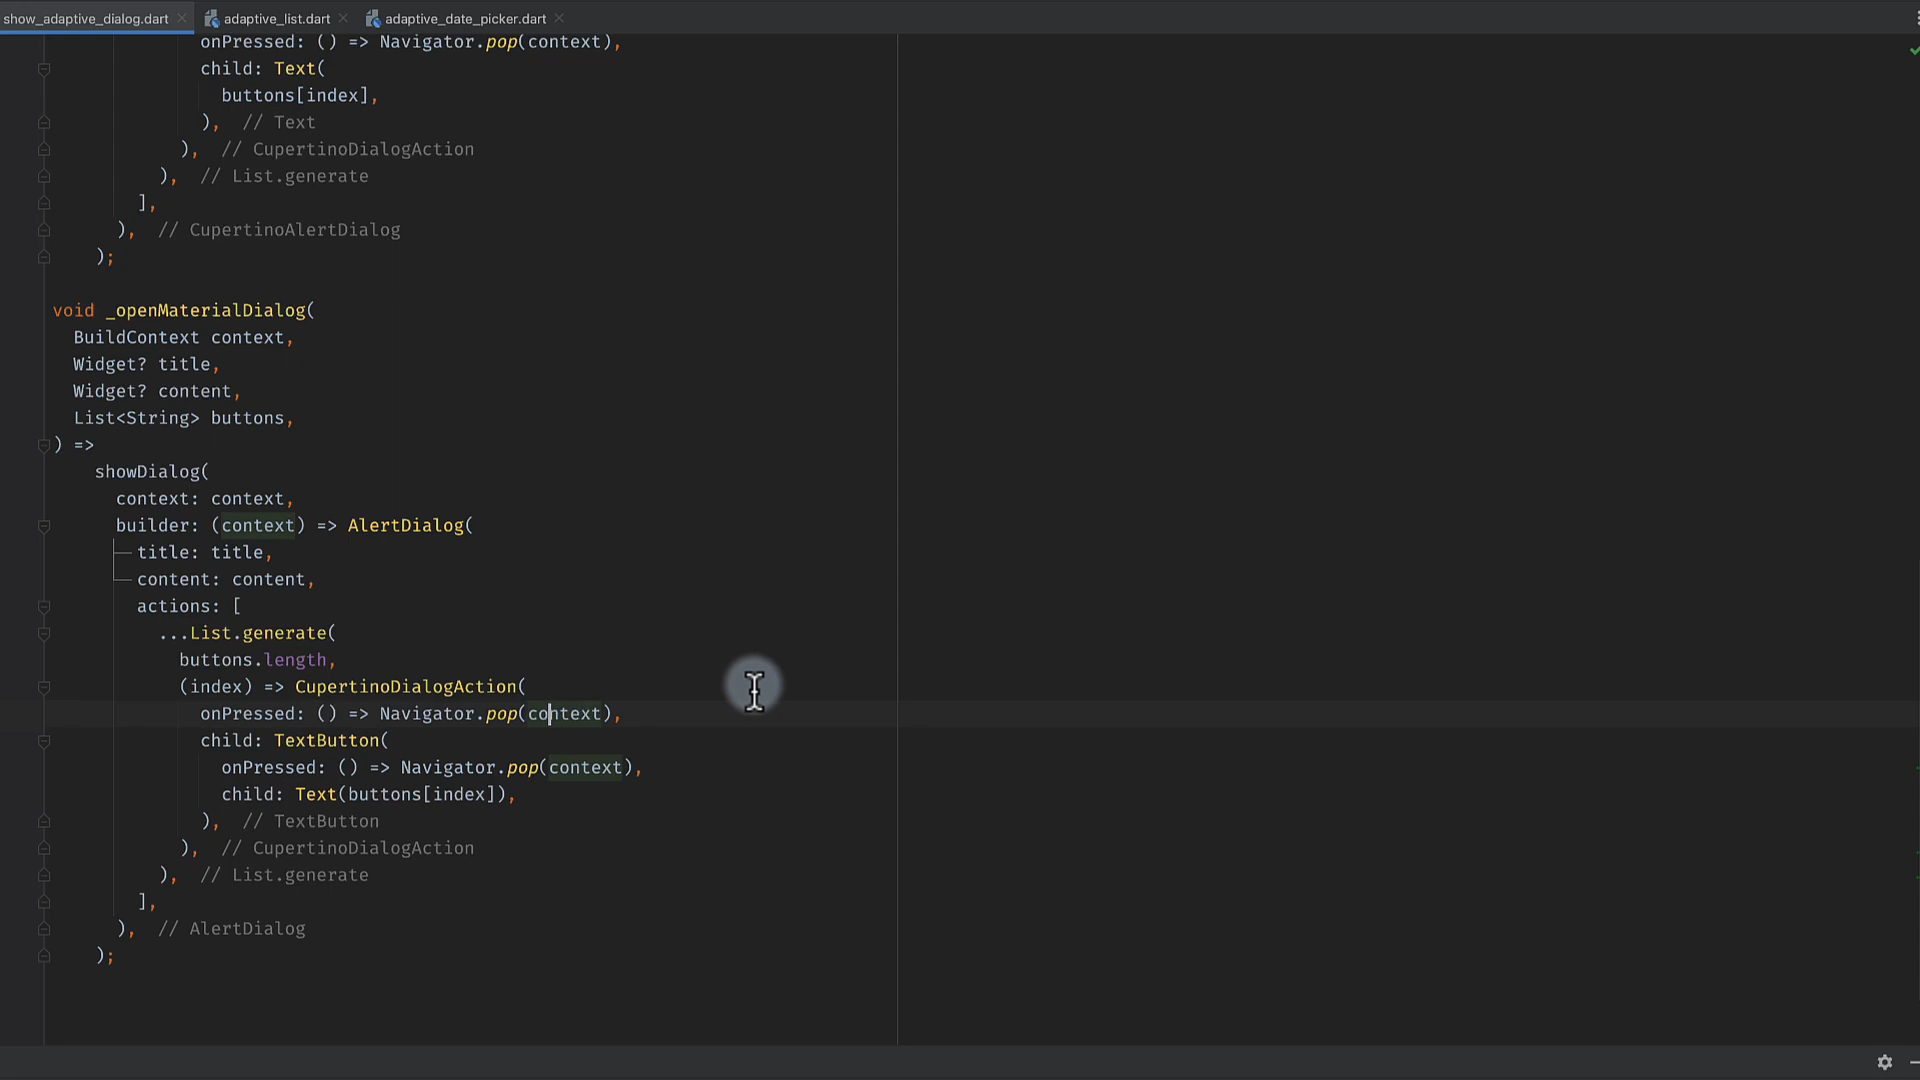 show_adaptive_dialog.dart adaptive_list.dart adaptive_date_picker.dart
onPressed: () => Navigator.pop(context),
child: Text(
buttons[index],
), // Text
), // CupertinoDialogAction
), // List.generate
],
), // CupertinoAlertDialog
);
void _openMaterialDialog(
BuildContext context,
Widget? title,
Widget? content,
List<String> buttons,
) =>
showDialog(
context: context,
builder: (context) => AlertDialog(
title: title,
content: content,
actions: [
...List.generate(
buttons.length,
(index) => CupertinoDialogAction(
onPressed: () => Navigator.pop(context),
child: TextButton(
onPressed: () => Navigator.pop(context),
child: Text(buttons[index]),
), // TextButton
), // CupertinoDialogAction
), // List.generate
],
), // AlertDialog
);